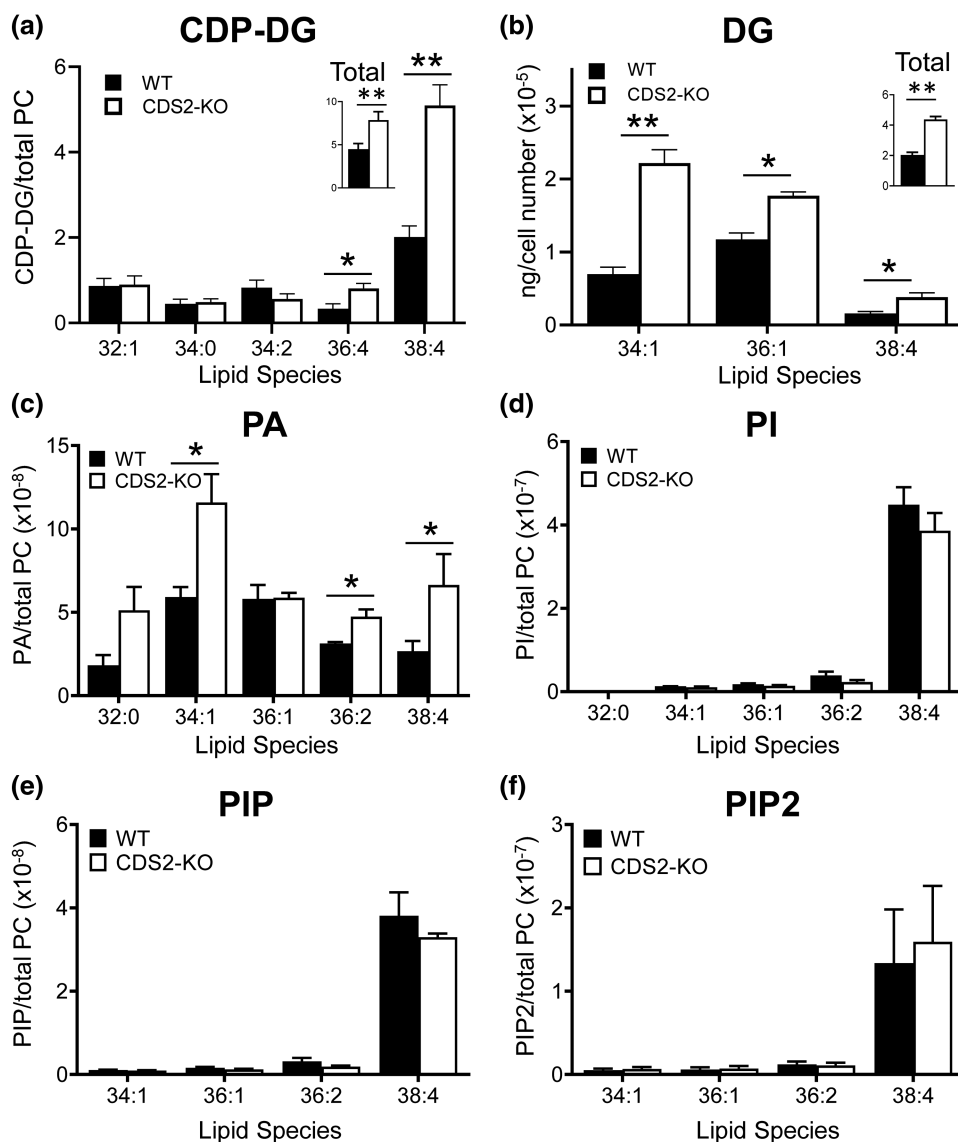 (a)
CDP-DG
CDP-DG/total PC
6
4
2
0
WT
CDS2-KO
Total
**
10
5
0
*
**
32:1 34:0 34:2 36:4 38:4
Lipid Species
(b)
DG
ng/cell number (x10⁻⁵)
3
2
1
0
WT
CDS2-KO
Total
**
6
4
2
0
**
*
*
34:1 36:1 38:4
Lipid Species
(c)
PA
PA/total PC (x10⁻⁸)
15
10
5
0
WT
CDS2-KO
*
*
*
32:0 34:1 36:1 36:2 38:4
Lipid Species
(d)
PI
PI/total PC (x10⁻⁷)
6
4
2
0
WT
CDS2-KO
32:0 34:1 36:1 36:2 38:4
Lipid Species
(e)
PIP
PIP/total PC (x10⁻⁸)
6
4
2
0
WT
CDS2-KO
34:1 36:1 36:2 38:4
Lipid Species
(f)
PIP2
PIP2/total PC (x10⁻⁷)
3
2
1
0
WT
CDS2-KO
34:1 36:1 36:2 38:4
Lipid Species